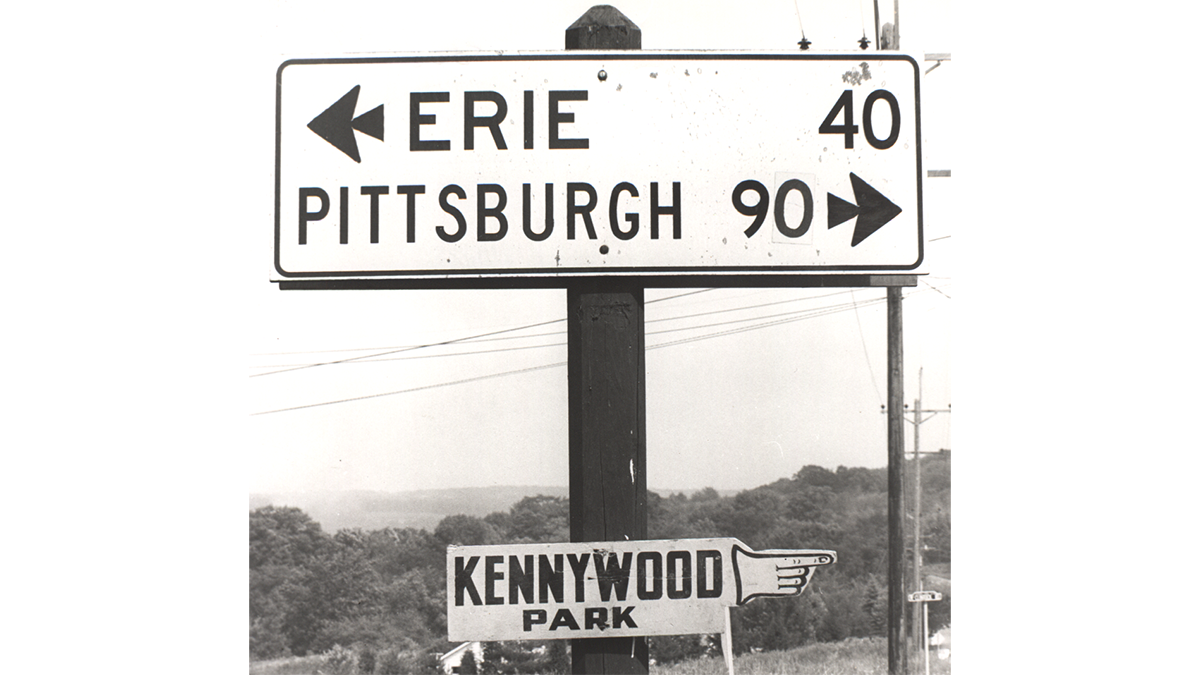 ERIE 40
PITTSBURGH 90
KENNYWOOD
PARK